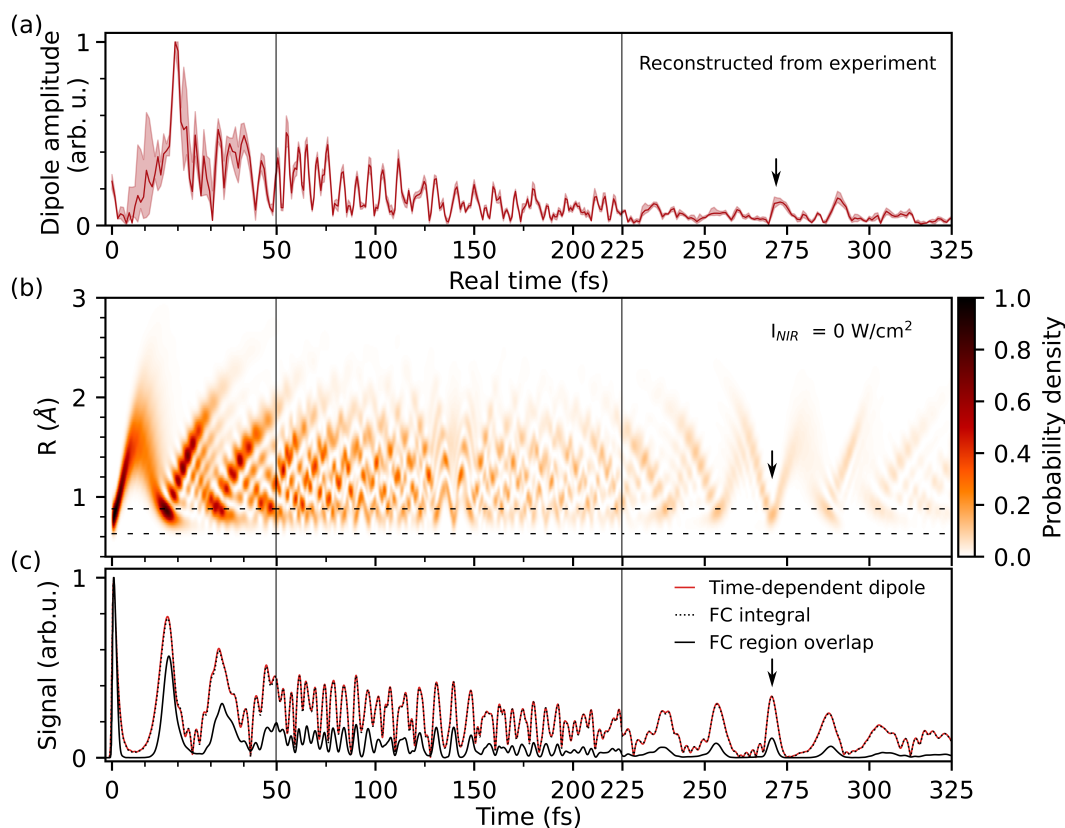 (a)
Dipole amplitude
(arb. u.)
1
0
Reconstructed from experiment
0 50 100 150 200 225 250 275 300 325
Real time (fs)
(b)
R (Å)
3
2
1
I_NIR = 0 W/cm²
1.0
0.8
0.6
0.4
0.2
0.0
Probability density
(c)
Signal (arb.u.)
1
0
Time-dependent dipole
FC integral
FC region overlap
0 50 100 150 200 225 250 275 300 325
Time (fs)